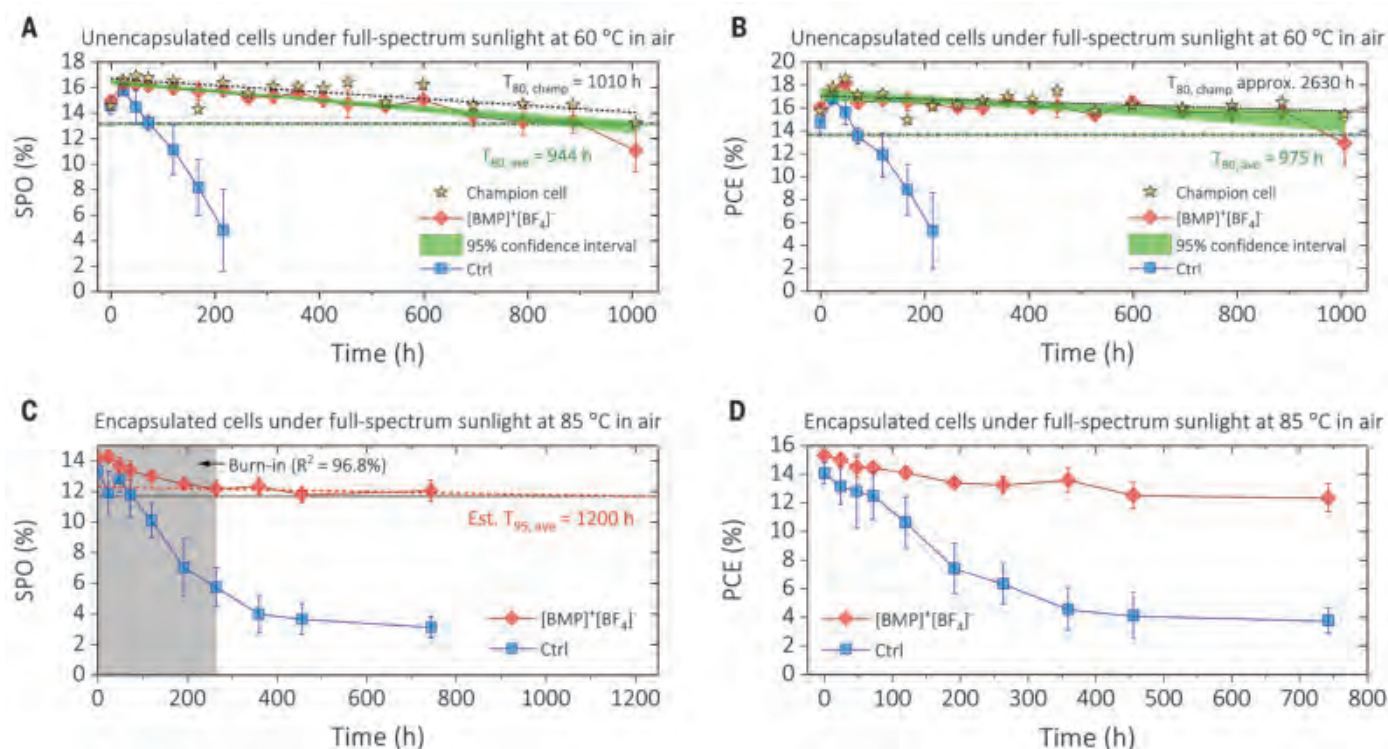 A
Unencapsulated cells under full-spectrum sunlight at 60 °C in air
18
16
14
12
10
8
6
4
2
0
SPO (%)
T80, champ = 1010 h
T80, ave = 944 h
Champion cell
[BMP]+[BF4]-
95% confidence interval
Ctrl
0 200 400 600 800 1000
Time (h)
B
Unencapsulated cells under full-spectrum sunlight at 60 °C in air
20
18
16
14
12
10
8
6
4
2
0
PCE (%)
T80, champ approx. 2630 h
T80, ave = 975 h
Champion cell
[BMP]+[BF4]-
95% confidence interval
Ctrl
0 200 400 600 800 1000
Time (h)
C
Encapsulated cells under full-spectrum sunlight at 85 °C in air
14
12
10
8
6
4
2
0
SPO (%)
Burn-in (R2 = 96.8%)
Est. T95, ave = 1200 h
[BMP]+[BF4]-
Ctrl
0 200 400 600 800 1000 1200
Time (h)
D
Encapsulated cells under full-spectrum sunlight at 85 °C in air
16
14
12
10
8
6
4
2
0
PCE (%)
[BMP]+[BF4]-
Ctrl
0 100 200 300 400 500 600 700 800
Time (h)